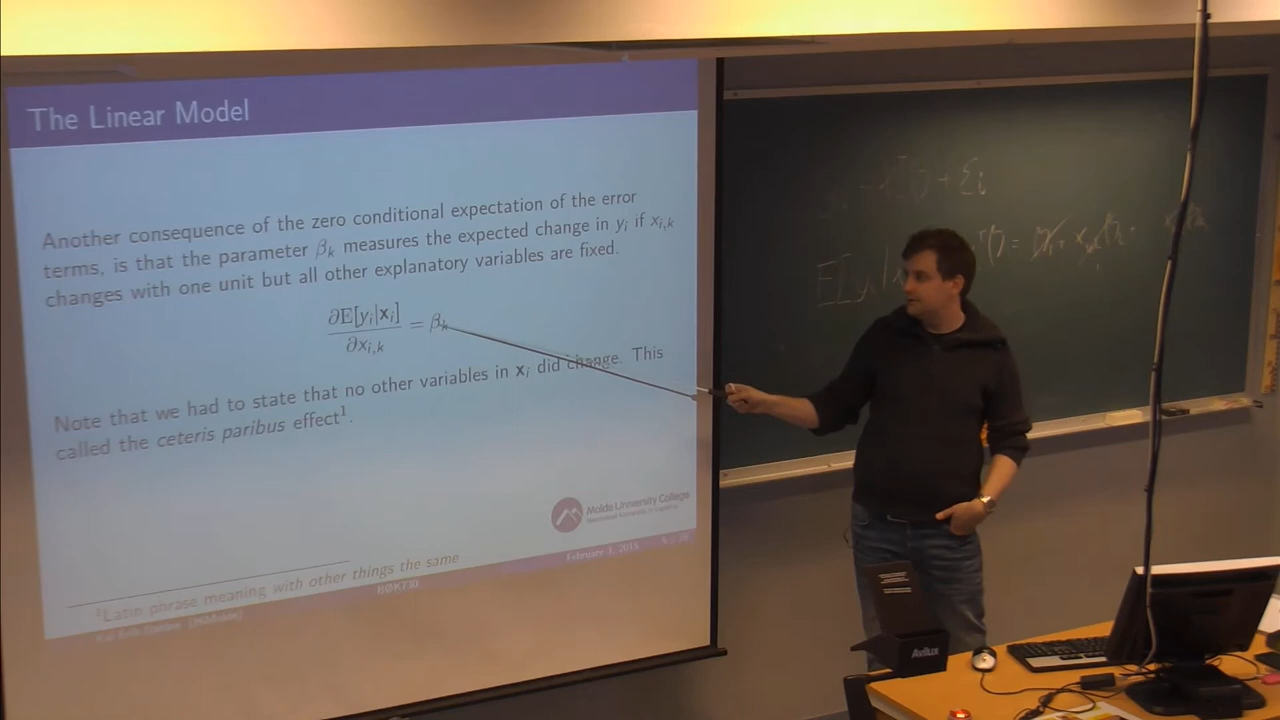 The Linear Model
Another consequence of the zero conditional expectation of the error
terms, is that the parameter βₖ measures the expected change in yᵢ if xᵢ,ₖ
changes with one unit but all other explanatory variables are fixed.
∂E[yᵢ|𝐱ᵢ]
= βₖ
∂xᵢ,ₖ
Note that we had to state that no other variables in 𝐱ᵢ did change. This
called the ceteris paribus effect¹.
Molde University College
¹Latin phrase meaning with other things the same
BØK730
February 3, 2015
+ Σi
E[yi|
Avilux